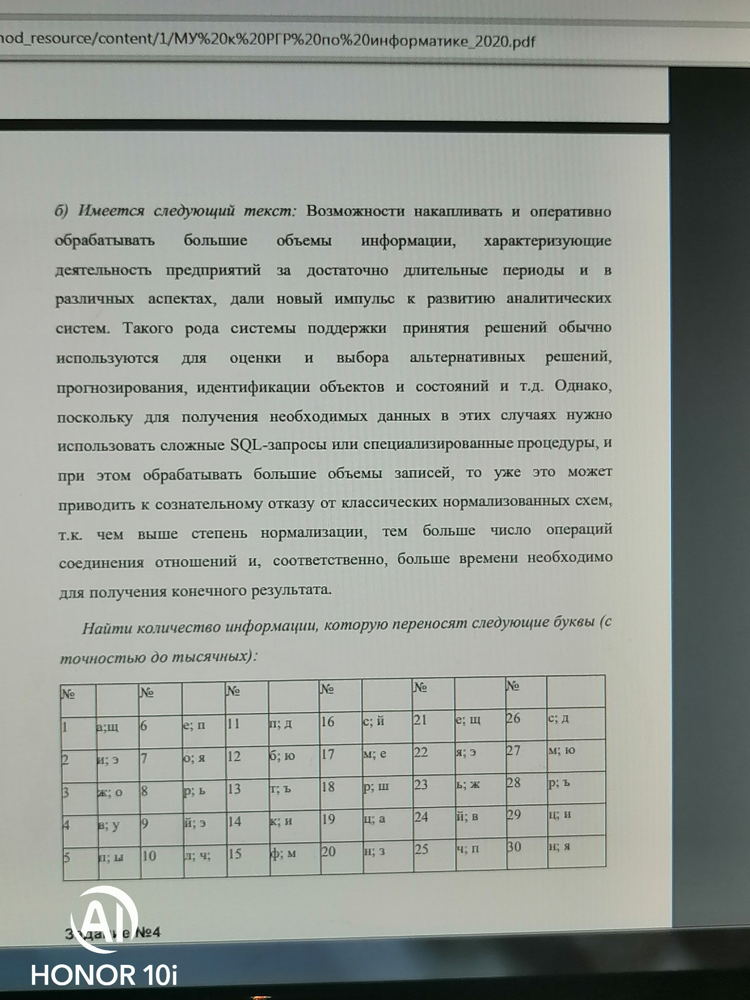 nod_resource/content/1/МУ%20к%20РГР%20по%20информатике_2020.pdf
б) Имеется следующий текст: Возможности накапливать и оперативно
обрабатывать большие объемы информации, характеризующие
деятельность предприятий за достаточно длительные периоды и в
различных аспектах, дали новый импульс к развитию аналитических
систем. Такого рода системы поддержки принятия решений обычно
используются для оценки и выбора альтернативных решений,
прогнозирования, идентификации объектов и состояний и т.д. Однако,
поскольку для получения необходимых данных в этих случаях нужно
использовать сложные SQL-запросы или специализированные процедуры, и
при этом обрабатывать большие объемы записей, то уже это может
приводить к сознательному отказу от классических нормализованных схем,
т.к. чем выше степень нормализации, тем больше число операций
соединения отношений и, соответственно, больше времени необходимо
для получения конечного результата.
Найти количество информации, которую переносят следующие буквы (с
точностью до тысячных):
№ № № № № №
1 а;щ 6 е; п 11 п; д 16 с; й 21 е; щ 26 с; д
2 и; э 7 о; я 12 б; ю 17 м; е 22 я; э 27 м; ю
3 ж; о 8 р; ь 13 т; ъ 18 р; ш 23 ь; ж 28 р; ъ
4 в; у 9 й; э 14 к; и 19 ц; а 24 й; в 29 ц; и
5 п; ы 10 л; ч; 15 ф; м 20 н; з 25 ч; п 30 н; я
Задание №4
AI
HONOR 10i